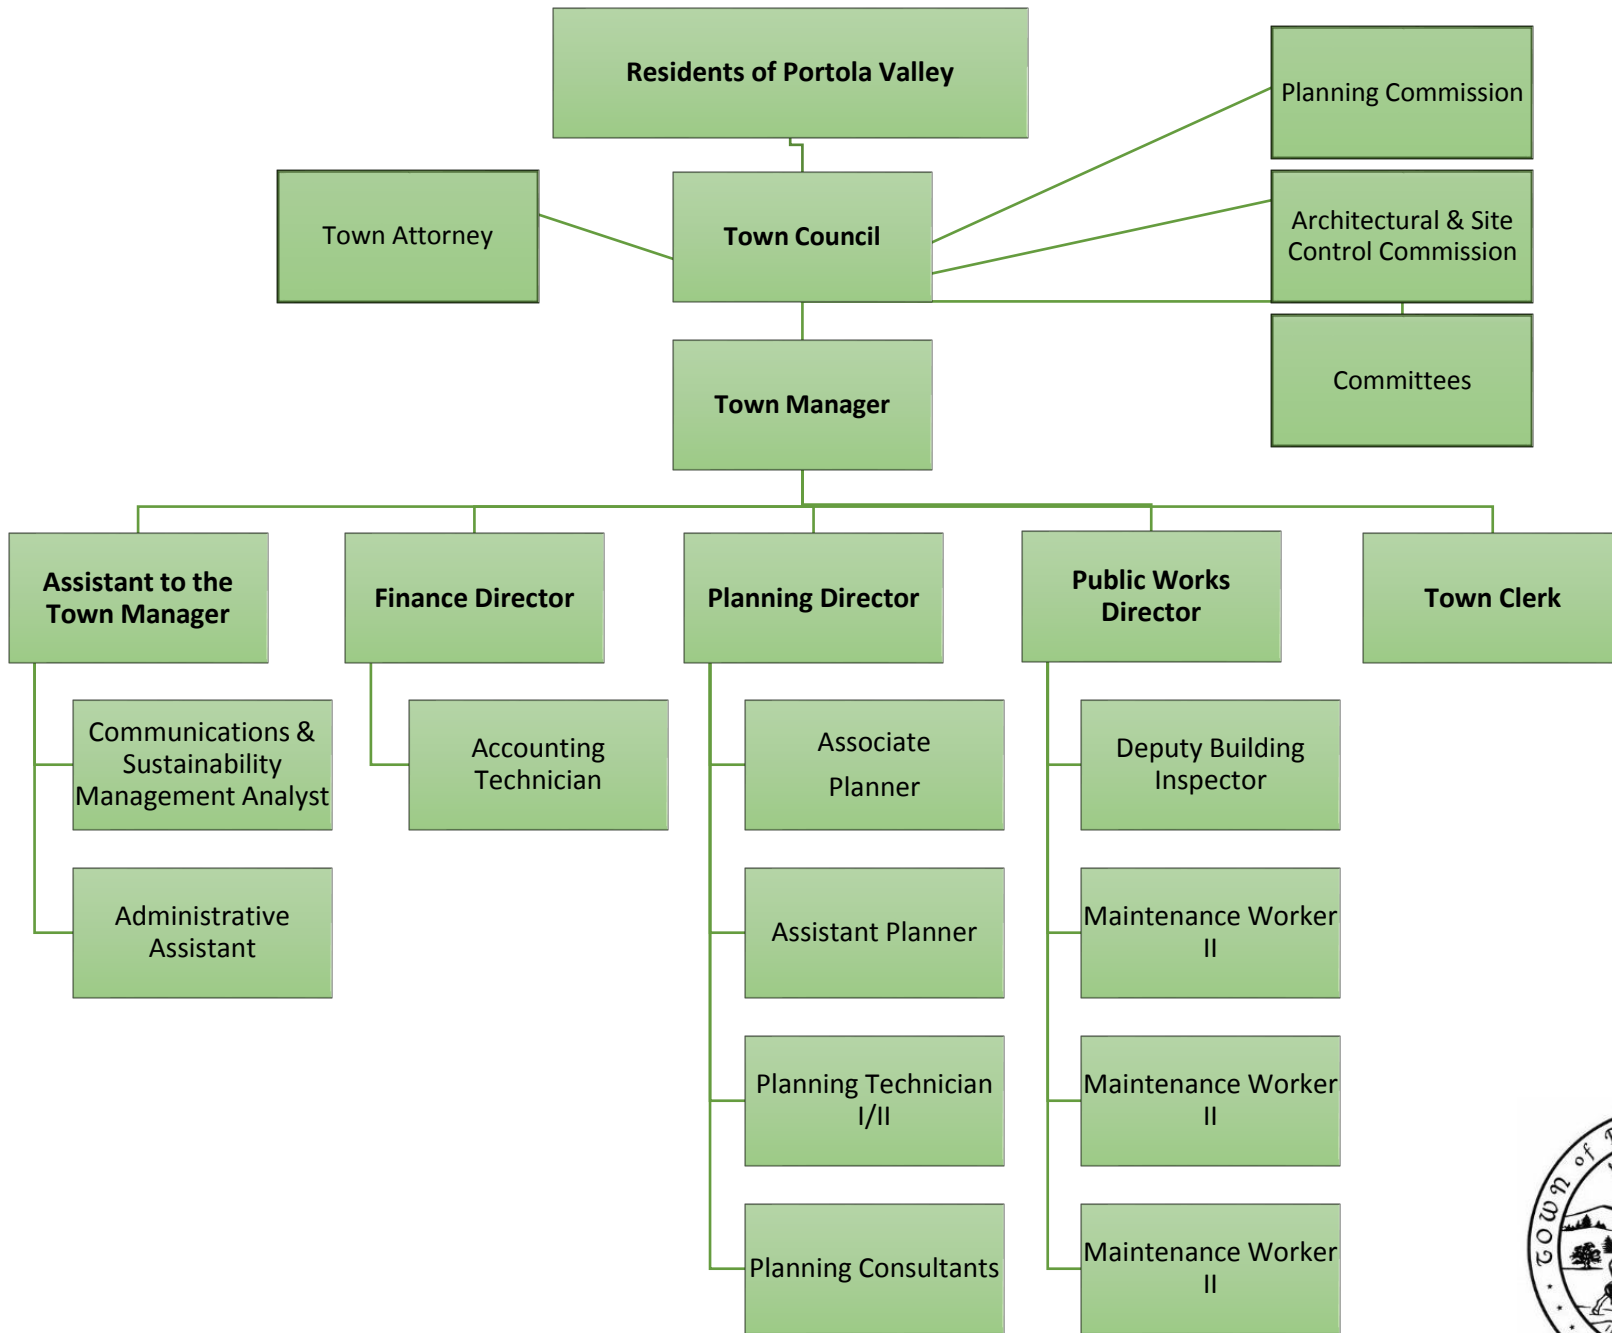 Residents of Portola Valley
Planning Commission
Town Attorney
Town Council
Architectural & Site
Control Commission
Town Manager
Committees
Assistant to the
Town Manager
Finance Director
Planning Director
Public Works
Director
Town Clerk
Communications &
Sustainability
Management Analyst
Accounting
Technician
Associate
Planner
Deputy Building
Inspector
Administrative
Assistant
Assistant Planner
Maintenance Worker
II
Planning Technician
I/II
Maintenance Worker
II
Planning Consultants
Maintenance Worker
II
TOWN of